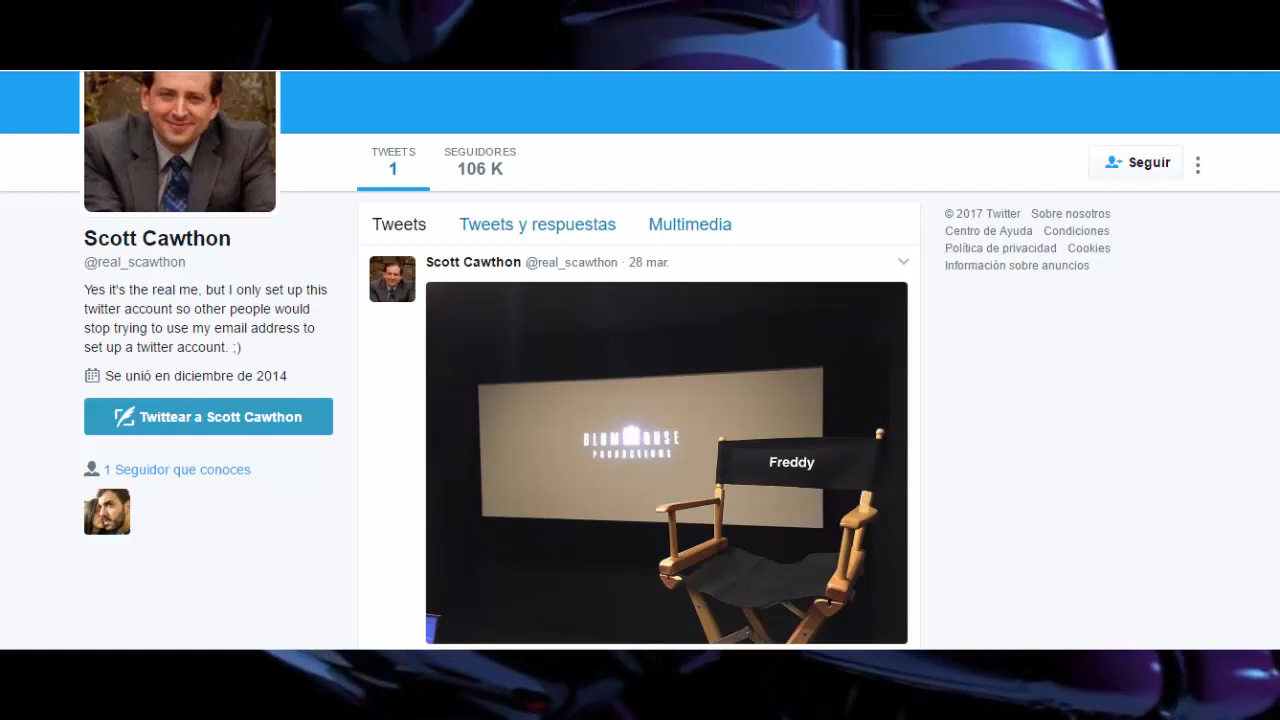 TWEETS
1
SEGUIDORES
106 K
Seguir
Scott Cawthon
@real_scawthon
Yes it's the real me, but I only set up this
twitter account so other people would
stop trying to use my email address to
set up a twitter account. ;)
Se unió en diciembre de 2014
Twittear a Scott Cawthon
1 Seguidor que conoces
Tweets
Tweets y respuestas
Multimedia
Scott Cawthon @real_scawthon · 28 mar.
BLUMHOUSE
PRODUCTIONS
Freddy
© 2017 Twitter Sobre nosotros
Centro de Ayuda Condiciones
Política de privacidad Cookies
Información sobre anuncios